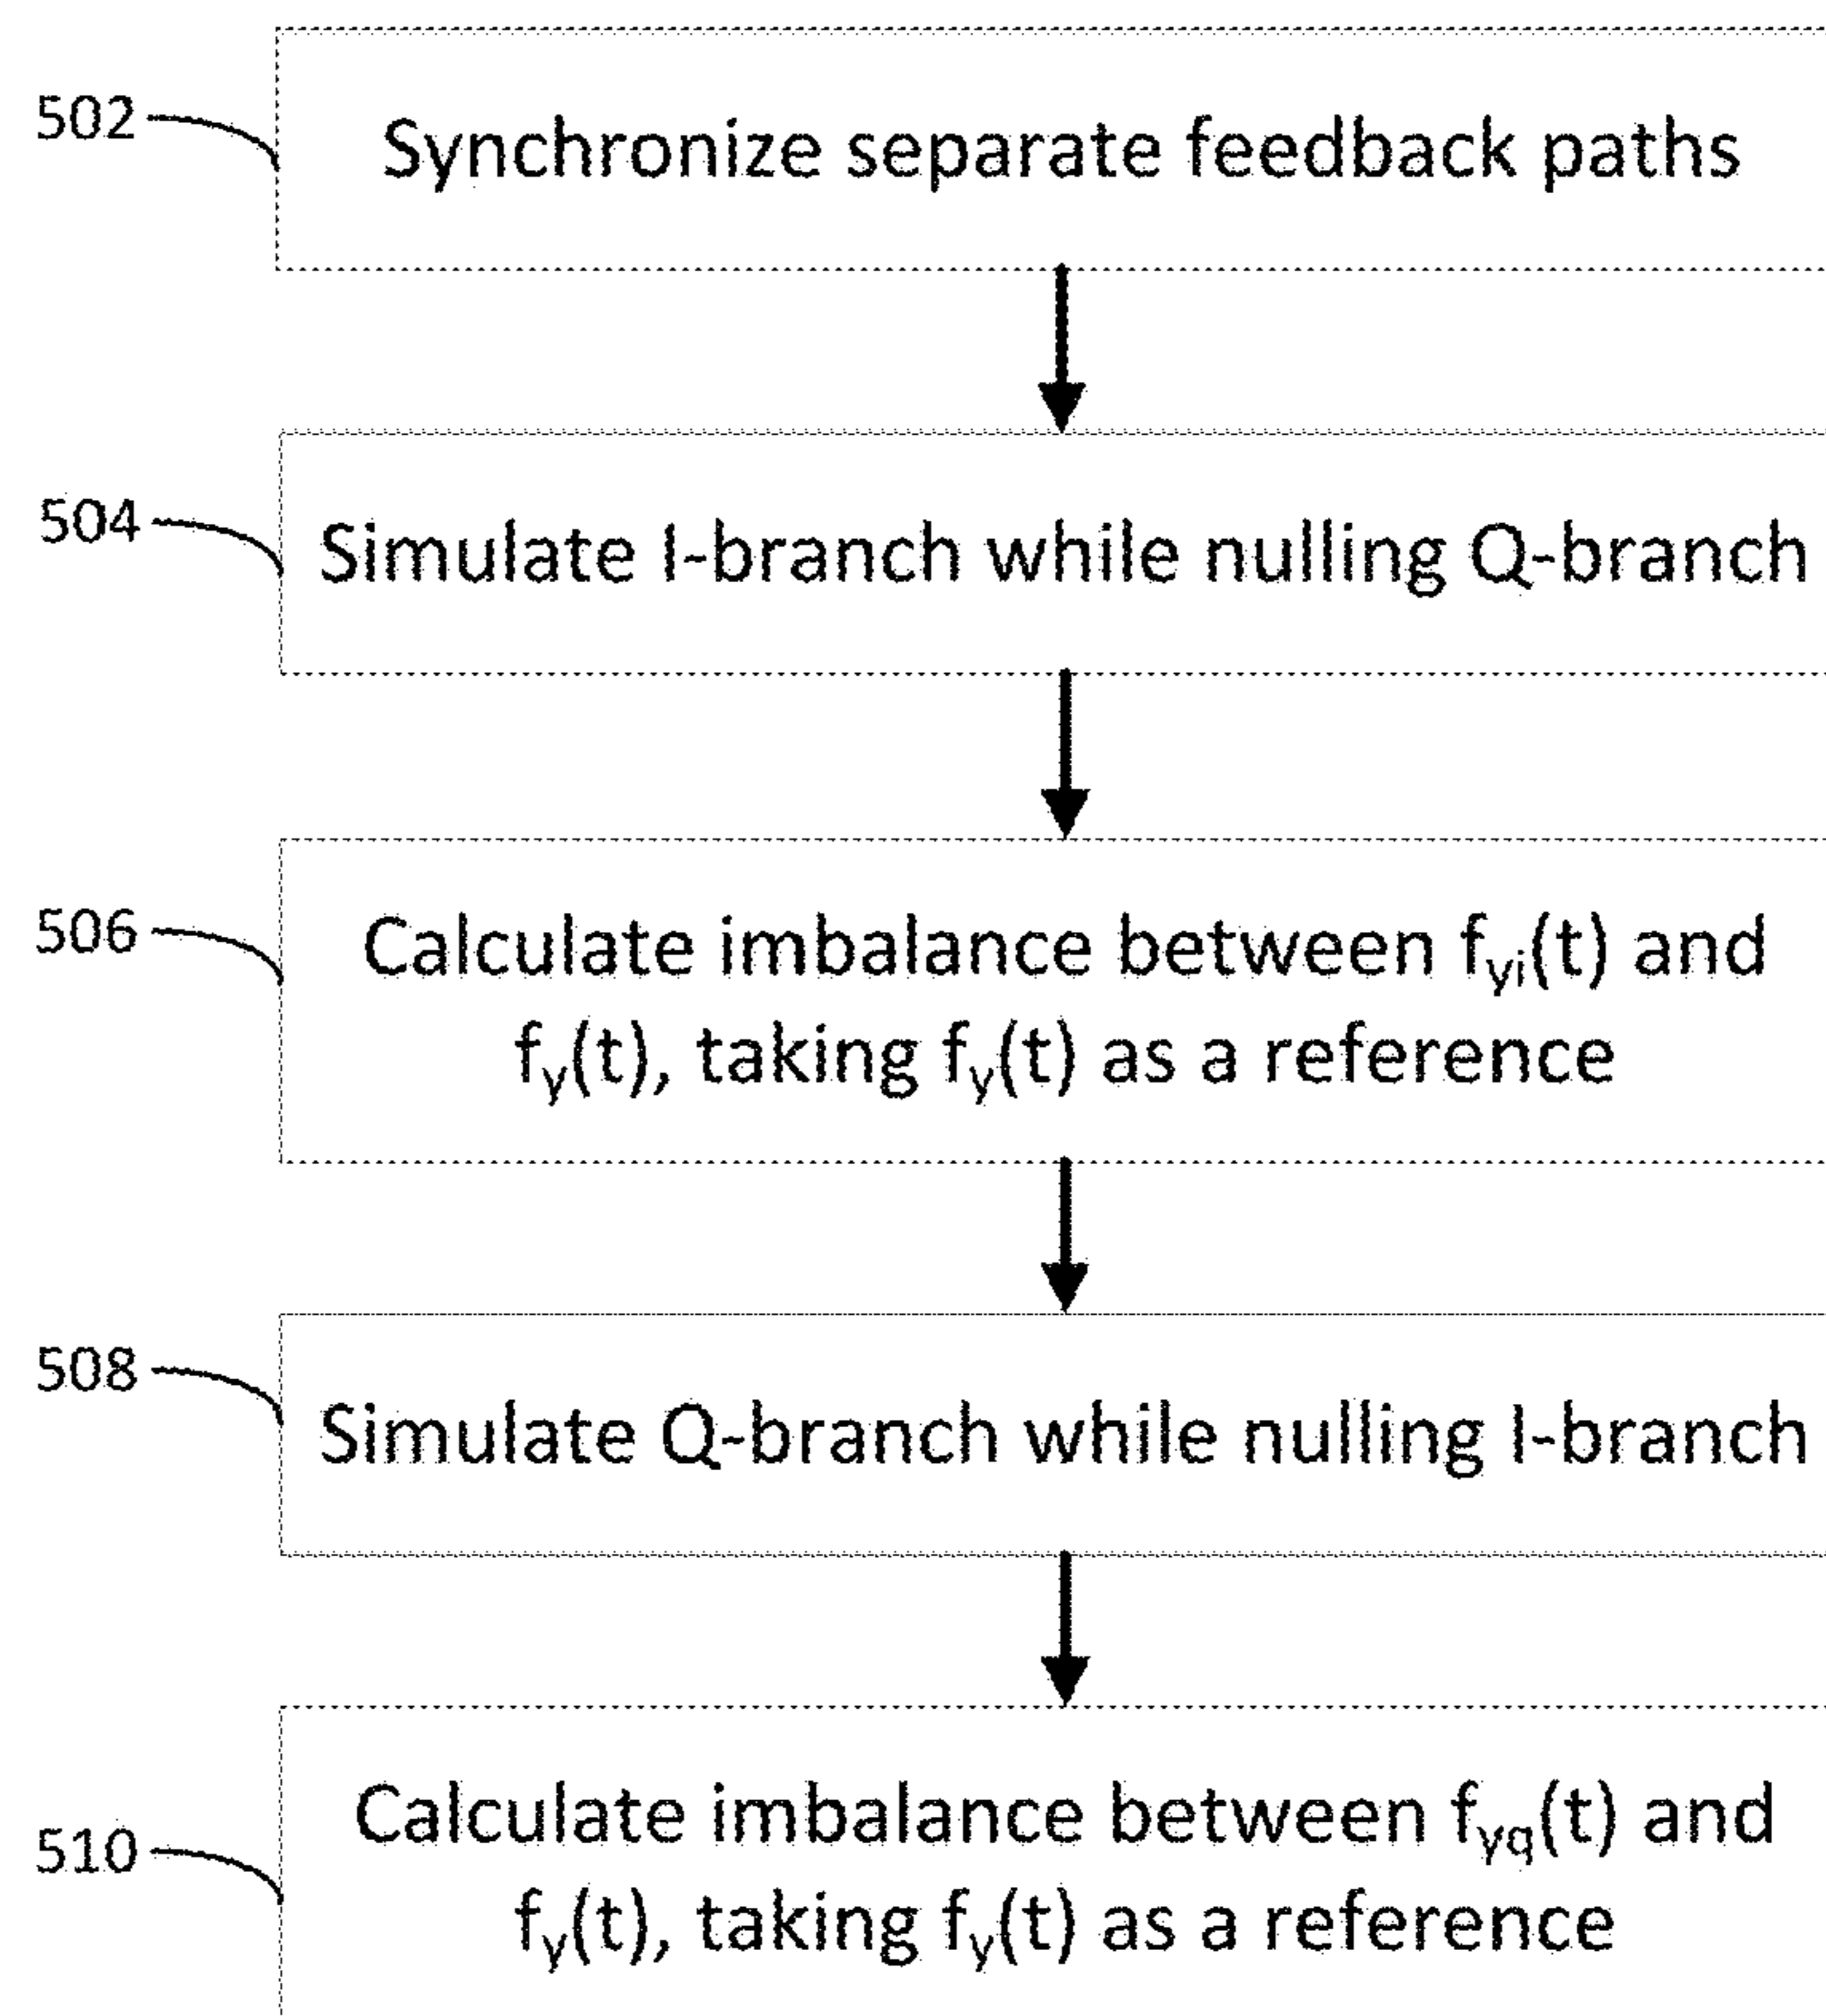 502
Synchronize separate feedback paths
504
Simulate I-branch while nulling Q-branch
506
Calculate imbalance between fyi(t) and
fy(t), taking fy(t) as a reference
508
Simulate Q-branch while nulling I-branch
510
Calculate imbalance between fyq(t) and
fy(t), taking fy(t) as a reference